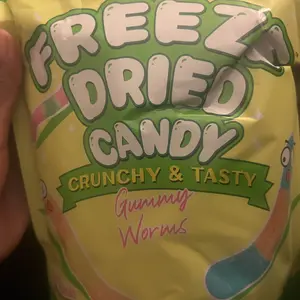 FREEZE
DRIED
CANDY
CRUNCHY & TASTY
Gummy
Worms